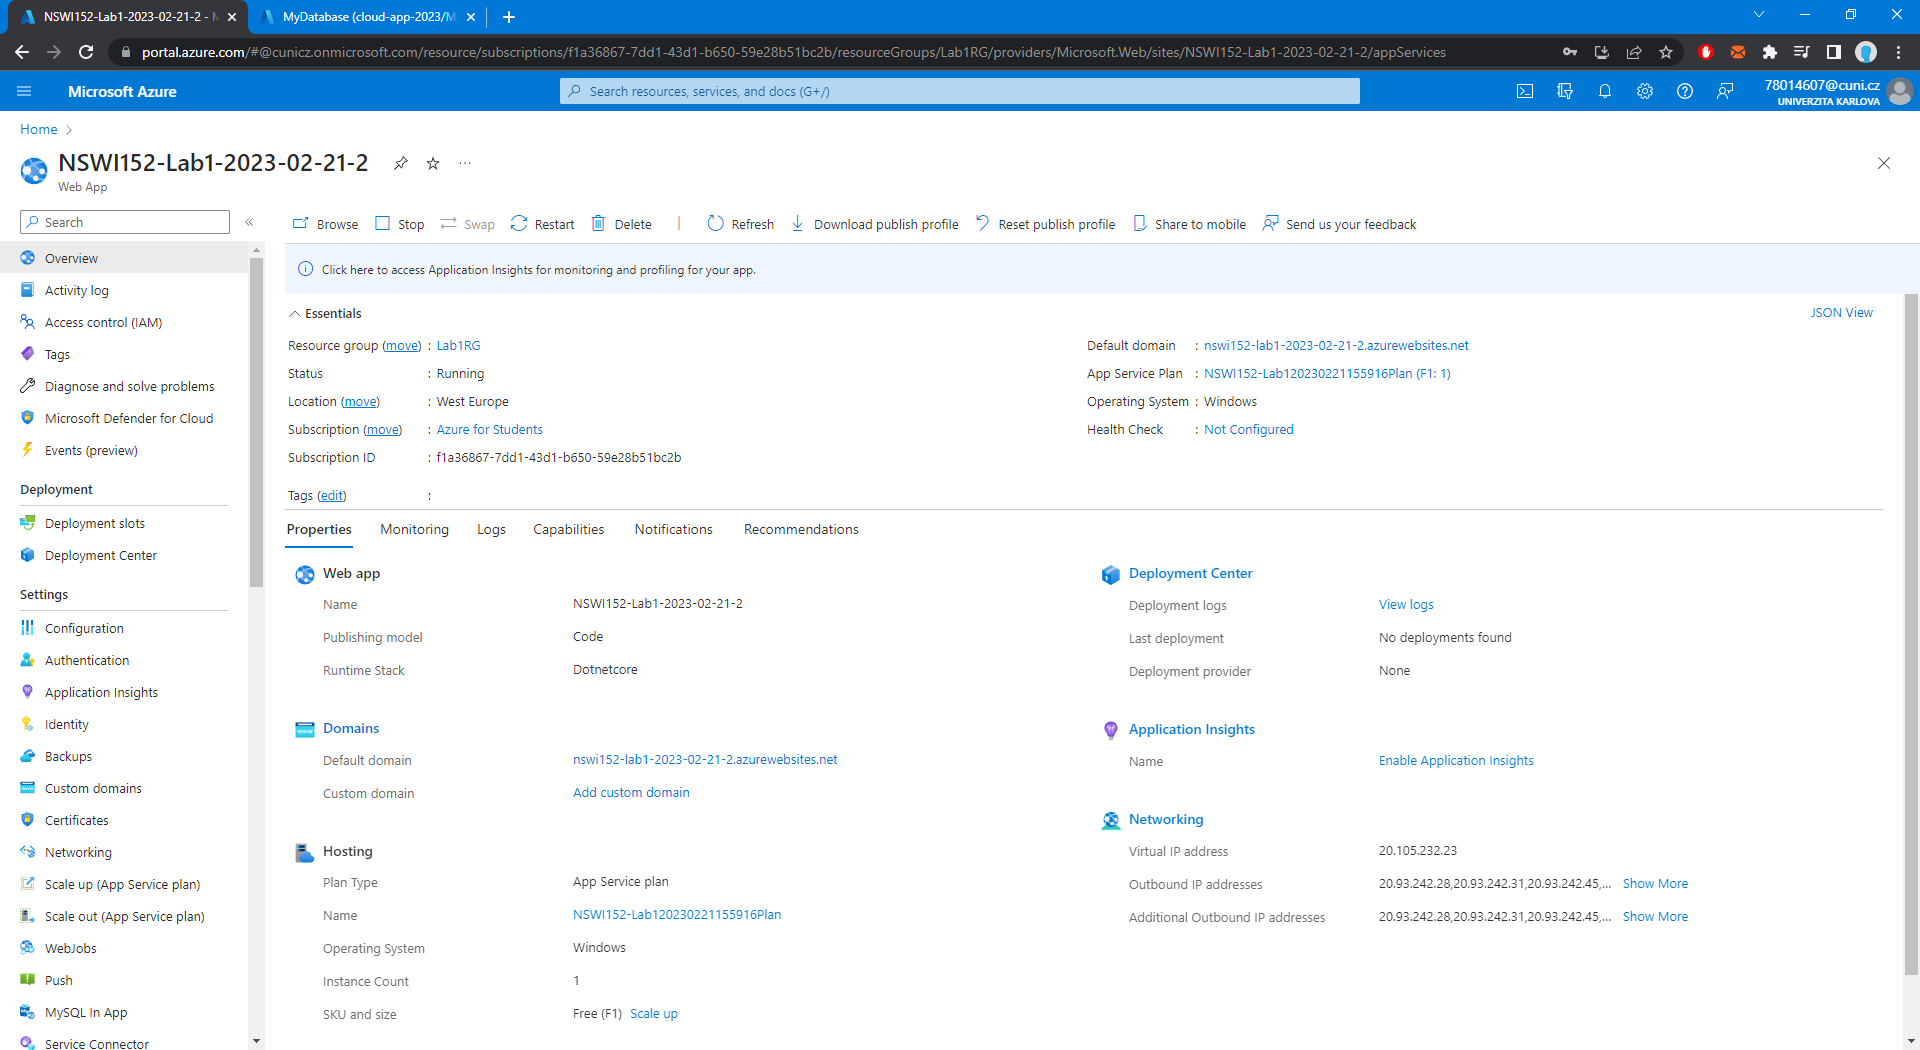 NSWI152-Lab1-2023-02-21-2 - M
MyDatabase (cloud-app-2023/M
portal.azure.com/#@cunicz.onmicrosoft.com/resource/subscriptions/f1a36867-7dd1-43d1-b650-59e28b51bc2b/resourceGroups/Lab1RG/providers/Microsoft.Web/sites/NSWI152-Lab1-2023-02-21-2/appServices
Microsoft Azure
Search resources, services, and docs (G+/)
78014607@cuni.cz
UNIVERZITA KARLOVA
Home
NSWI152-Lab1-2023-02-21-2
Web App
Search
Browse Stop Swap Restart Delete Refresh Download publish profile Reset publish profile Share to mobile Send us your feedback
Overview
Activity log
Access control (IAM)
Tags
Diagnose and solve problems
Microsoft Defender for Cloud
Events (preview)
Deployment
Deployment slots
Deployment Center
Settings
Configuration
Authentication
Application Insights
Identity
Backups
Custom domains
Certificates
Networking
Scale up (App Service plan)
Scale out (App Service plan)
WebJobs
Push
MySQL In App
Service Connector
Click here to access Application Insights for monitoring and profiling for your app.
Essentials
JSON View
Resource group (move) : Lab1RG
Status : Running
Location (move) : West Europe
Subscription (move) : Azure for Students
Subscription ID : f1a36867-7dd1-43d1-b650-59e28b51bc2b
Tags (edit) :
Default domain : nswi152-lab1-2023-02-21-2.azurewebsites.net
App Service Plan : NSWI152-Lab120230221155916Plan (F1: 1)
Operating System : Windows
Health Check : Not Configured
Properties Monitoring Logs Capabilities Notifications Recommendations
Web app
Name NSWI152-Lab1-2023-02-21-2
Publishing model Code
Runtime Stack Dotnetcore
Domains
Default domain nswi152-lab1-2023-02-21-2.azurewebsites.net
Custom domain Add custom domain
Hosting
Plan Type App Service plan
Name NSWI152-Lab120230221155916Plan
Operating System Windows
Instance Count 1
SKU and size Free (F1) Scale up
Deployment Center
Deployment logs View logs
Last deployment No deployments found
Deployment provider None
Application Insights
Name Enable Application Insights
Networking
Virtual IP address 20.105.232.23
Outbound IP addresses 20.93.242.28,20.93.242.31,20.93.242.45,... Show More
Additional Outbound IP addresses 20.93.242.28,20.93.242.31,20.93.242.45,... Show More